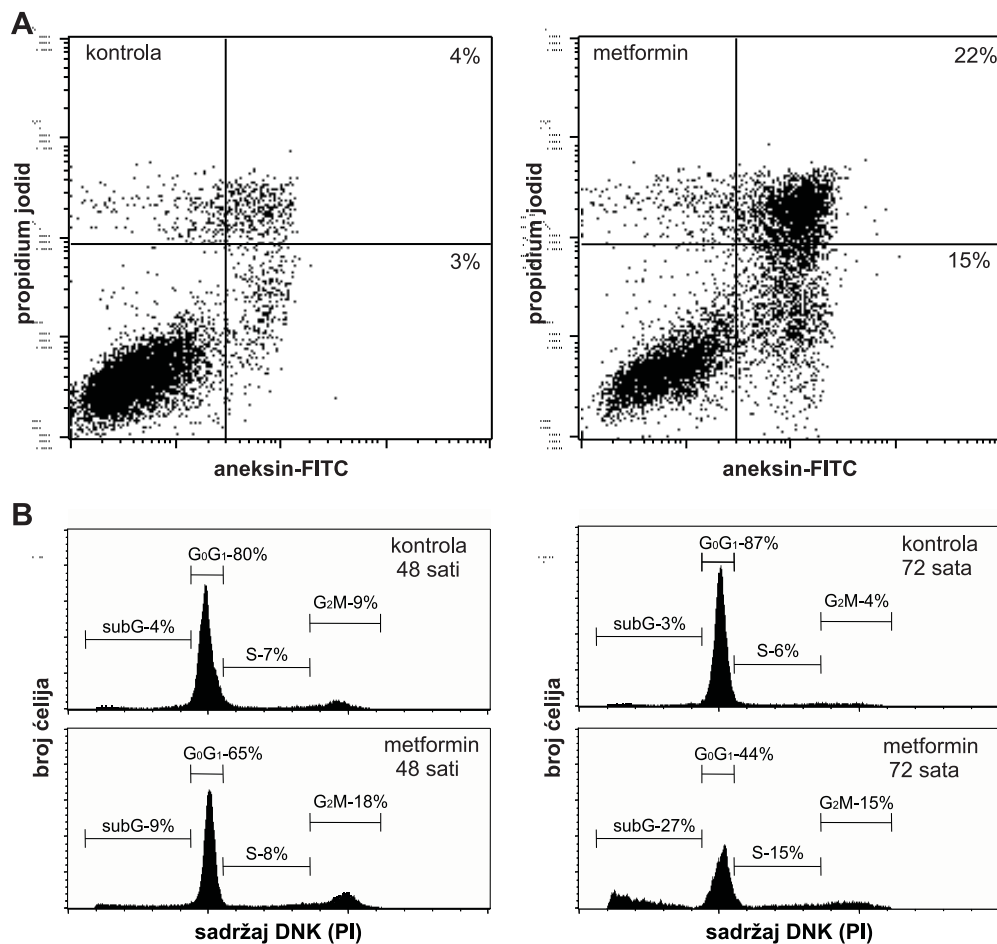 A
kontrola
4%
3%
propidium jodid
aneksin-FITC
metformin
22%
15%
propidium jodid
aneksin-FITC
B
broj ćelija
kontrola
48 sati
G0G1-80%
G2M-9%
subG-4%
S-7%
metformin
48 sati
G0G1-65%
G2M-18%
subG-9%
S-8%
sadržaj DNK (PI)
broj ćelija
kontrola
72 sata
G0G1-87%
G2M-4%
subG-3%
S-6%
metformin
72 sata
G0G1-44%
G2M-15%
subG-27%
S-15%
sadržaj DNK (PI)